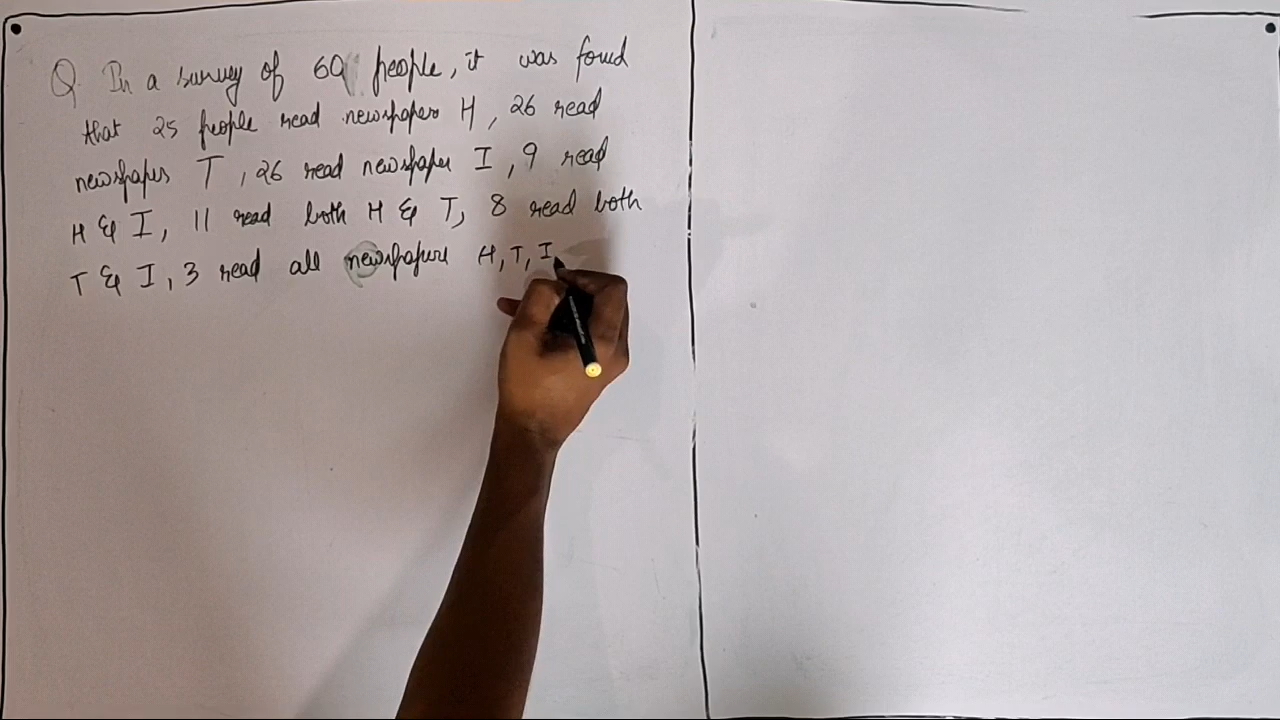 Q In a survey of 60 people, it was found
that 25 people read newspaper H, 26 read
newspaper T, 26 read newspaper I, 9 read
H & I, 11 read both H & T, 8 read both
T & I, 3 read all newspapers H, T, I